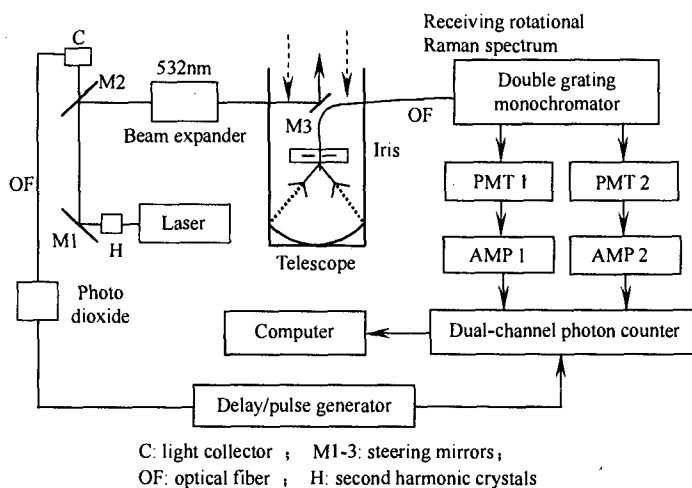 Receiving rotational
Raman spectrum
C
M2
532nm
Beam expander
M3
OF
Double grating
monochromator
Iris
OF
PMT 1
PMT 2
M1
H
Laser
Telescope
AMP 1
AMP 2
Photo
dioxide
Computer
Dual-channel photon counter
Delay/pulse generator
C: light collector ; M1-3: steering mirrors;
OF: optical fiber ; H: second harmonic crystals